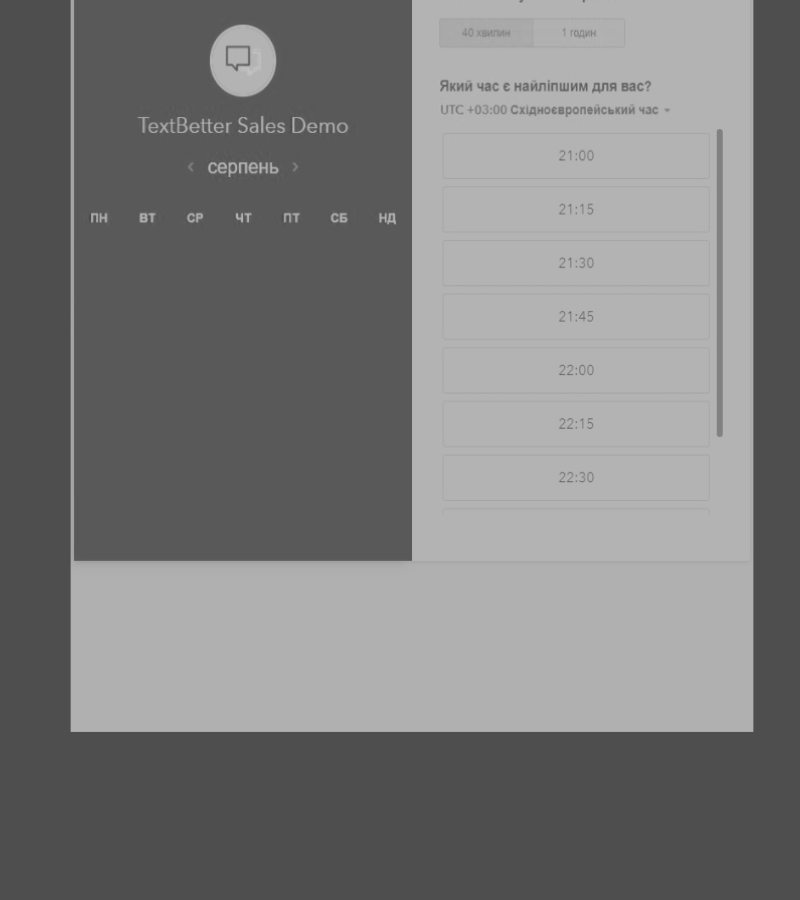 TextBetter Sales Demo
серпень
ПН ВТ СР ЧТ ПТ СБ НД
40 хвилин 1 годин
Який час є найліпшим для вас?
UTC +03:00 Східноєвропейський час
21:00
21:15
21:30
21:45
22:00
22:15
22:30